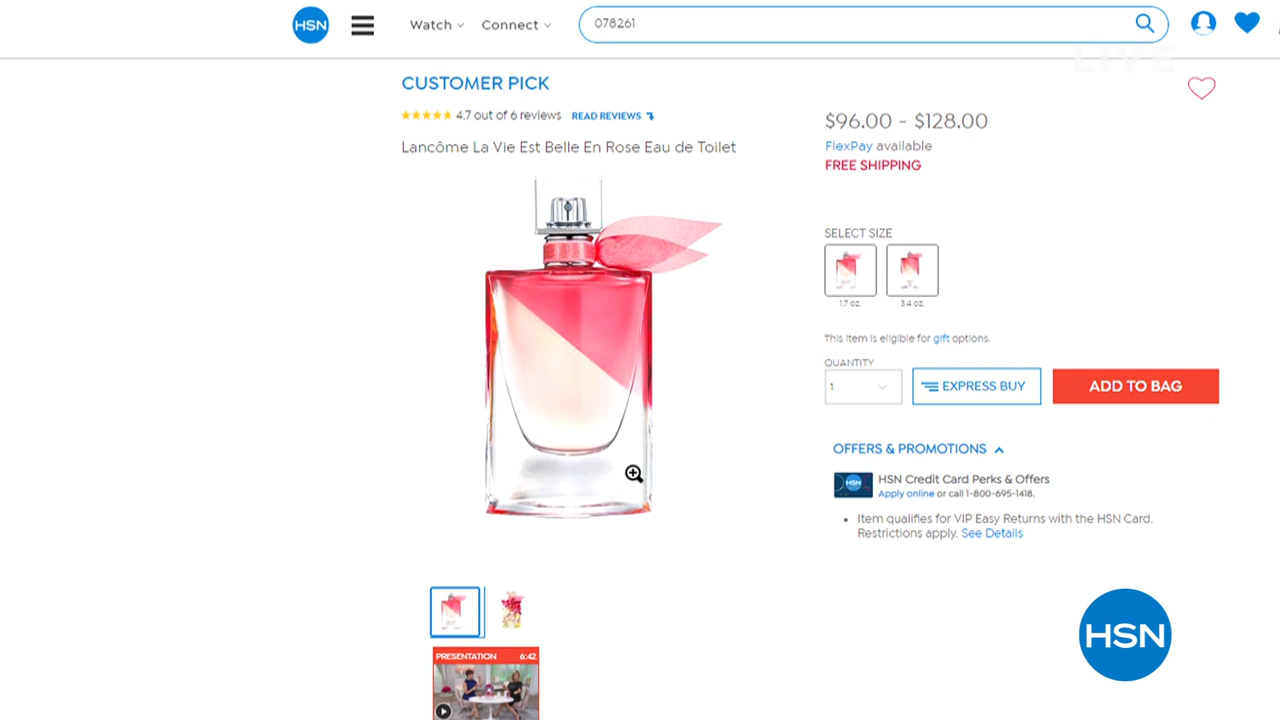 HSN
Watch
Connect
078261
LIVE
CUSTOMER PICK
4.7 out of 6 reviews READ REVIEWS
Lancôme La Vie Est Belle En Rose Eau de Toilet
$96.00 - $128.00
FlexPay available
FREE SHIPPING
SELECT SIZE
1.7 oz.
3.4 oz.
This item is eligible for gift options.
QUANTITY
1
EXPRESS BUY
ADD TO BAG
OFFERS & PROMOTIONS
HSN
HSN Credit Card Perks & Offers
Apply online or call 1-800-695-1418.
• Item qualifies for VIP Easy Returns with the HSN Card.
Restrictions apply. See Details
PRESENTATION 6:42
HSN